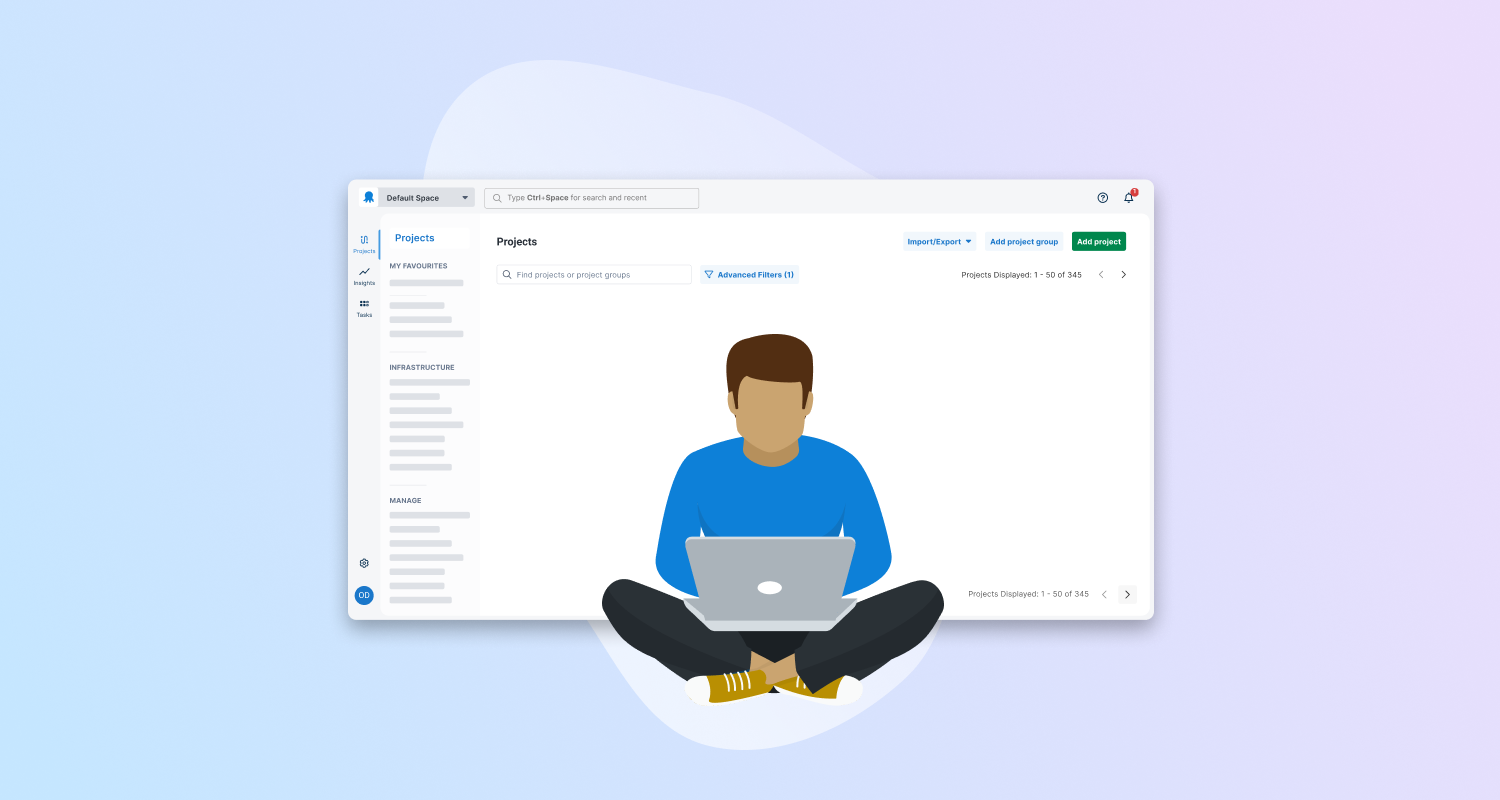 Default Space
Type Ctrl+Space for search and recent
1
Projects
Insights
Tasks
OD
Projects
MY FAVOURITES
INFRASTRUCTURE
MANAGE
Projects
Import/Export
Add project group
Add project
Find projects or project groups
Advanced Filters (1)
Projects Displayed: 1 - 50 of 345
Projects Displayed: 1 - 50 of 345